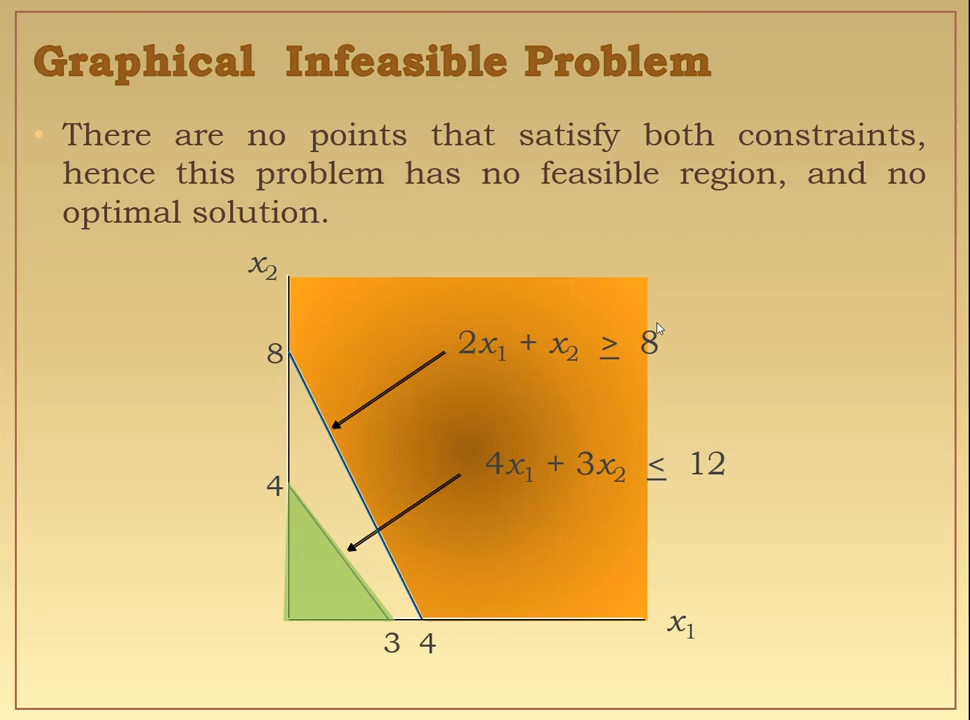 Graphical Infeasible Problem
• There are no points that satisfy both constraints,
hence this problem has no feasible region, and no
optimal solution.
x₂
2x₁ + x₂ ≥ 8
8
4x₁ + 3x₂ ≤ 12
4
x₁
3 4